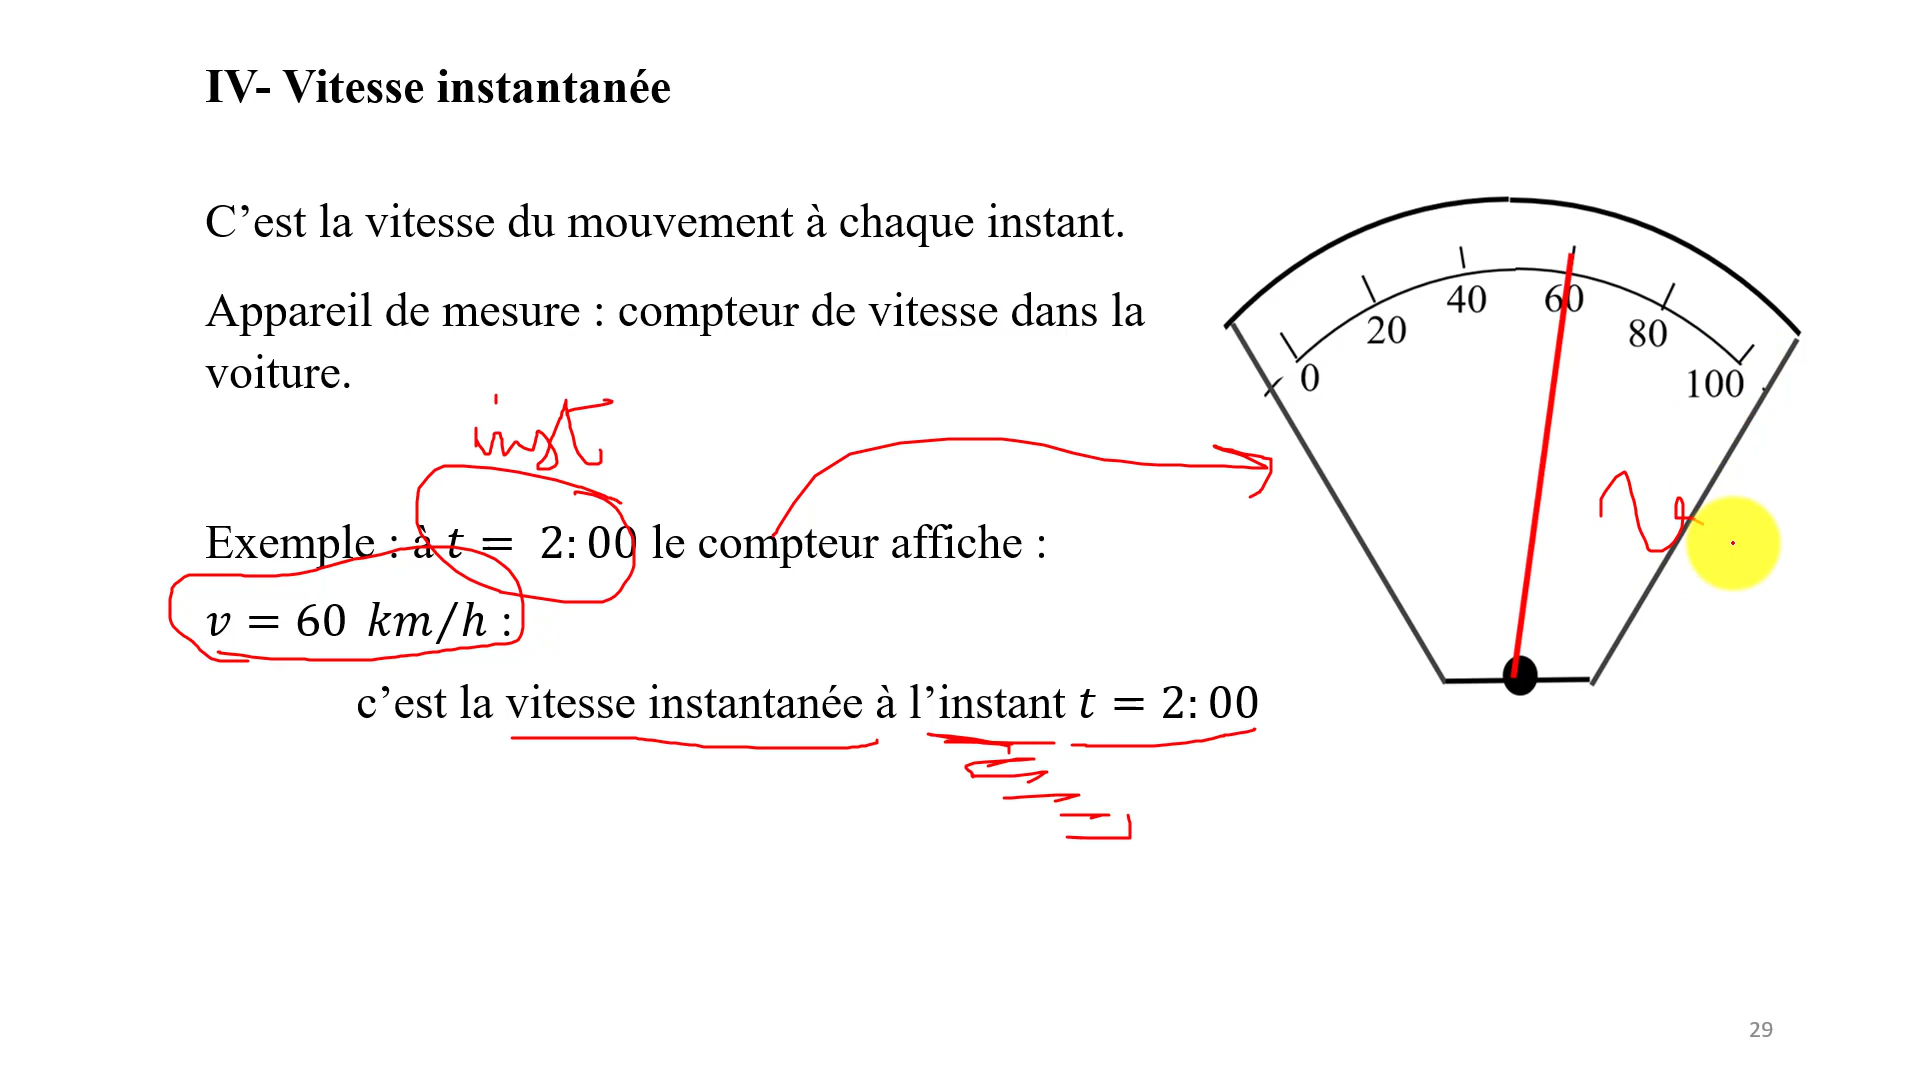 IV- Vitesse instantanée
C’est la vitesse du mouvement à chaque instant.
Appareil de mesure : compteur de vitesse dans la
voiture.
inst
Exemple : à t = 2:00 le compteur affiche :
v = 60 km/h :
c’est la vitesse instantanée à l’instant t = 2:00
0
20
40
60
80
100
29